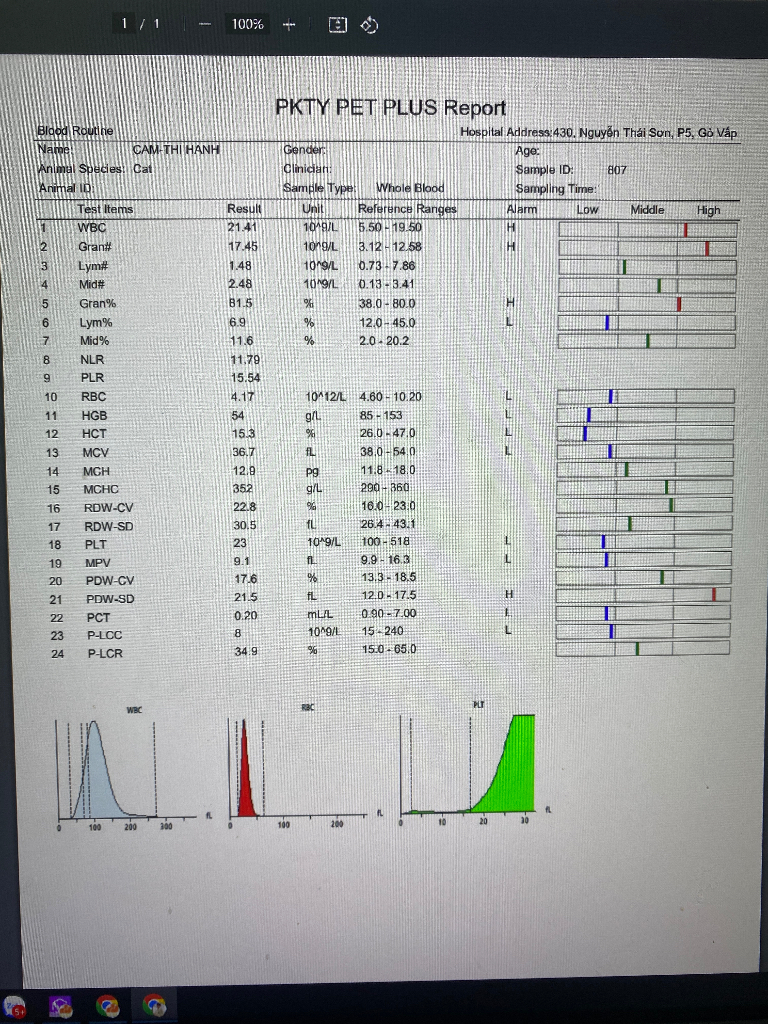 1 / 1 — 100% +
PKTY PET PLUS Report
Blood Routine Hospital Address:430, Nguyễn Thái Sơn, P5, Gò Vấp
Name: CAM-THI HANH Gender: Age:
Animal Species: Cat Clinician: Sample ID: 807
Animal ID: Sample Type: Whole Blood Sampling Time:
Test Items Result Unit Reference Ranges Alarm Low Middle High
1 WBC 21.41 10^9/L 5.50 - 19.50 H
2 Gran# 17.45 10^9/L 3.12 - 12.58 H
3 Lym# 1.48 10^9/L 0.73 - 7.86
4 Mid# 2.48 10^9/L 0.13 - 3.41
5 Gran% 81.5 % 38.0 - 80.0 H
6 Lym% 6.9 % 12.0 - 45.0 L
7 Mid% 11.6 % 2.0 - 20.2
8 NLR 11.79
9 PLR 15.54
10 RBC 4.17 10^12/L 4.60 - 10.20 L
11 HGB 54 g/L 85 - 153 L
12 HCT 15.3 % 26.0 - 47.0 L
13 MCV 36.7 fL 38.0 - 54.0 L
14 MCH 12.9 pg 11.8 - 18.0
15 MCHC 352 g/L 290 - 360
16 RDW-CV 22.8 % 16.0 - 23.0
17 RDW-SD 30.5 fL 26.4 - 43.1
18 PLT 23 10^9/L 100 - 518 L
19 MPV 9.1 fL 9.9 - 16.3 L
20 PDW-CV 17.6 % 13.3 - 18.5
21 PDW-SD 21.5 fL 12.0 - 17.5 H
22 PCT 0.20 mL/L 0.90 - 7.00 L
23 P-LCC 8 10^9/L 15 - 240 L
24 P-LCR 34.9 % 15.0 - 65.0
WBC RBC PLT
0 100 200 300 fL 0 100 200 fL 0 10 20 30 fL
5+